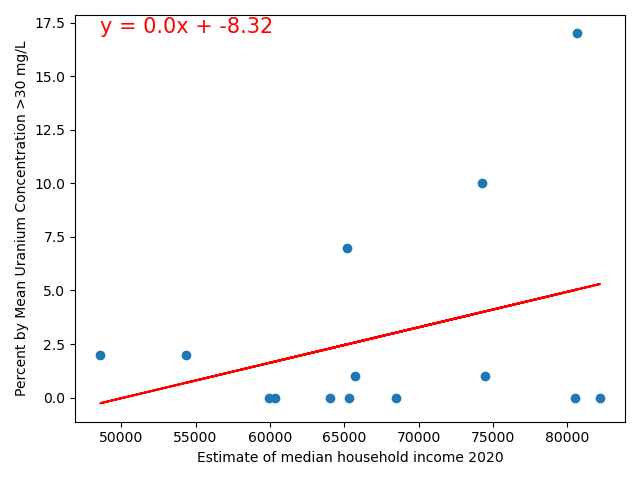 y = 0.0x + -8.32
17.5
15.0
12.5
10.0
7.5
5.0
2.5
0.0
Percent by Mean Uranium Concentration >30 mg/L
50000 55000 60000 65000 70000 75000 80000
Estimate of median household income 2020